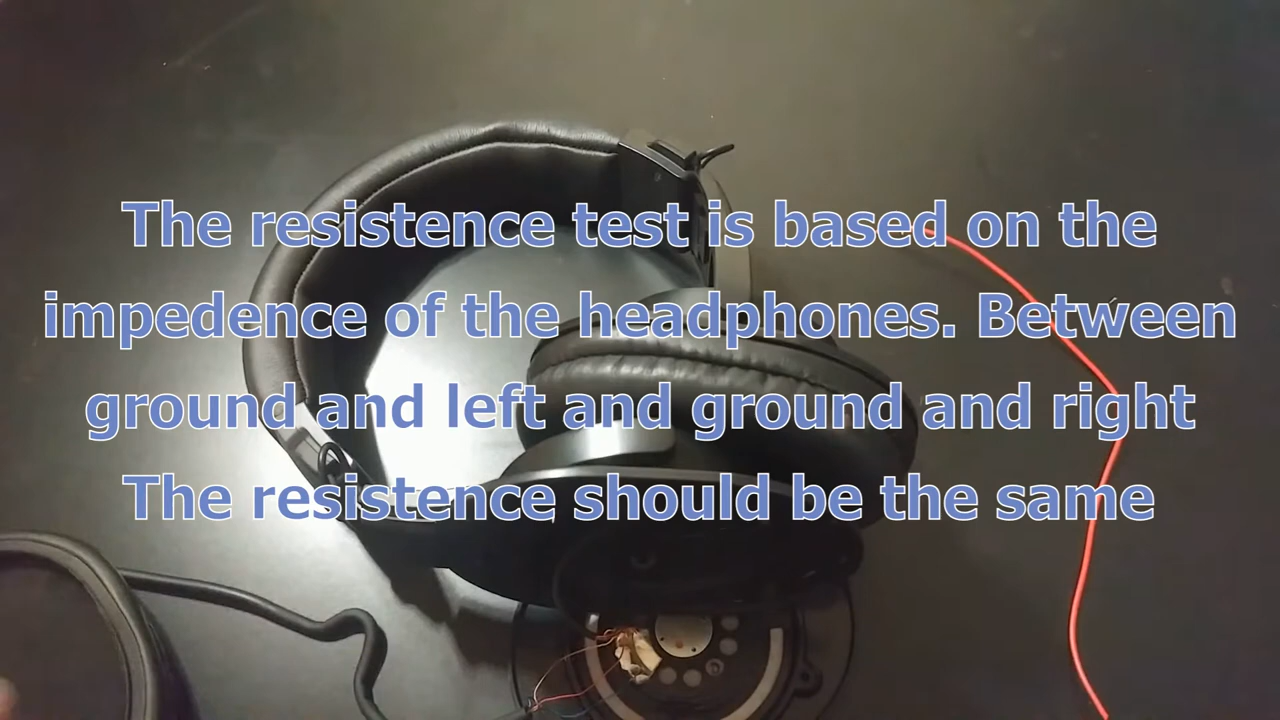 The resistence test is based on the
impedence of the headphones. Between
ground and left and ground and right
The resistence should be the same